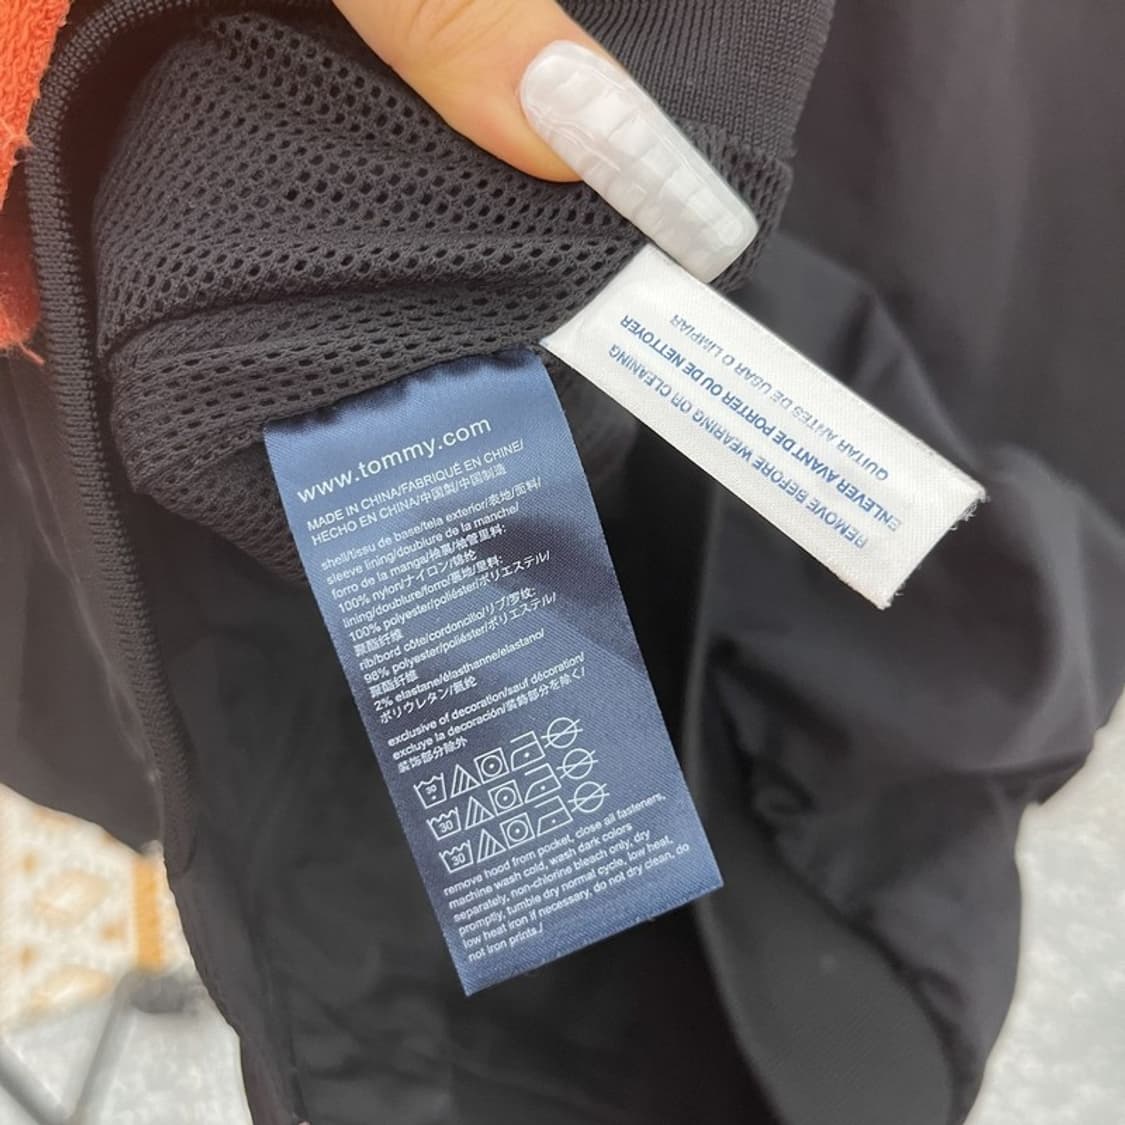 www.tommy.com
MADE IN CHINA/FABRIQUÉ EN CHINE/
HECHO EN CHINA/中国製/中国制造
shell/tissu de base/tela exterior/表地/面料/
sleeve lining/doublure de la manche/
forro de la manga/袖裏/袖管里料:
100% nylon/ナイロン/锦纶
lining/doublure/forro/裏地/里料:
100% polyester/poliéster/ポリエステル/
聚酯纤维
rib/bord côte/cordoncillo/リブ/罗纹:
98% polyester/poliéster/ポリエステル/
聚酯纤维
2% elastane/élasthanne/elastano/
ポリウレタン/氨纶
exclusive of decoration/sauf décoration/
excluye la decoración/装飾部分を除く/
装饰部分除外
30
30
30
remove hood from pocket, close all fasteners,
machine wash cold, wash dark colors
separately, non-chlorine bleach only, dry
promptly, tumble dry normal cycle, low heat,
low heat iron if necessary, do not dry clean, do
not iron prints./
REMOVE BEFORE WEARING OR CLEANING
ENLEVER AVANT DE PORTER OU DE NETTOYER
QUITAR ANTES DE USAR O LIMPIAR